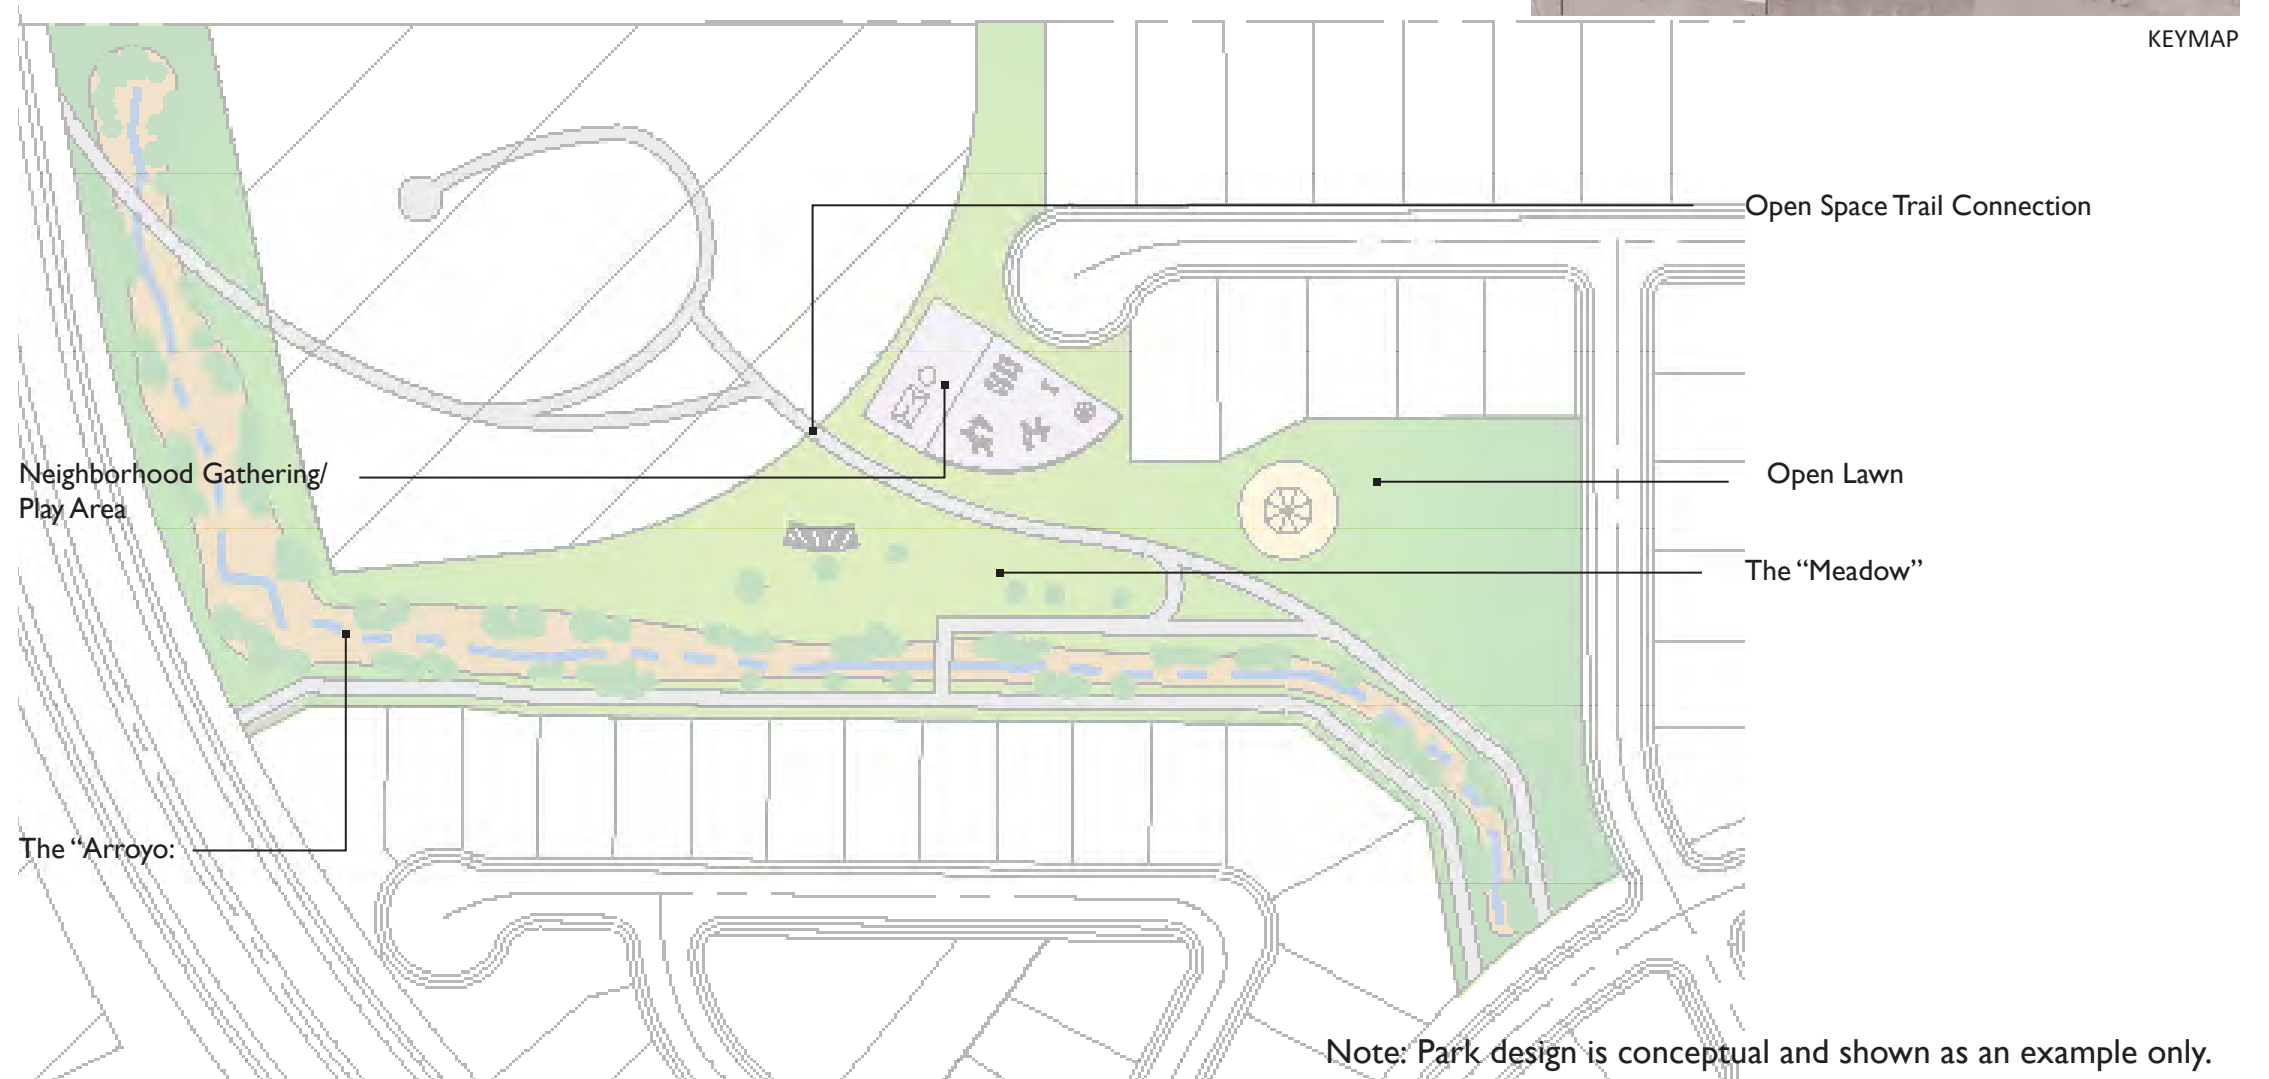 KEYMAP
Open Space Trail Connection
Neighborhood Gathering/
Play Area
Open Lawn
The “Meadow”
The “Arroyo:
Note: Park design is conceptual and shown as an example only.